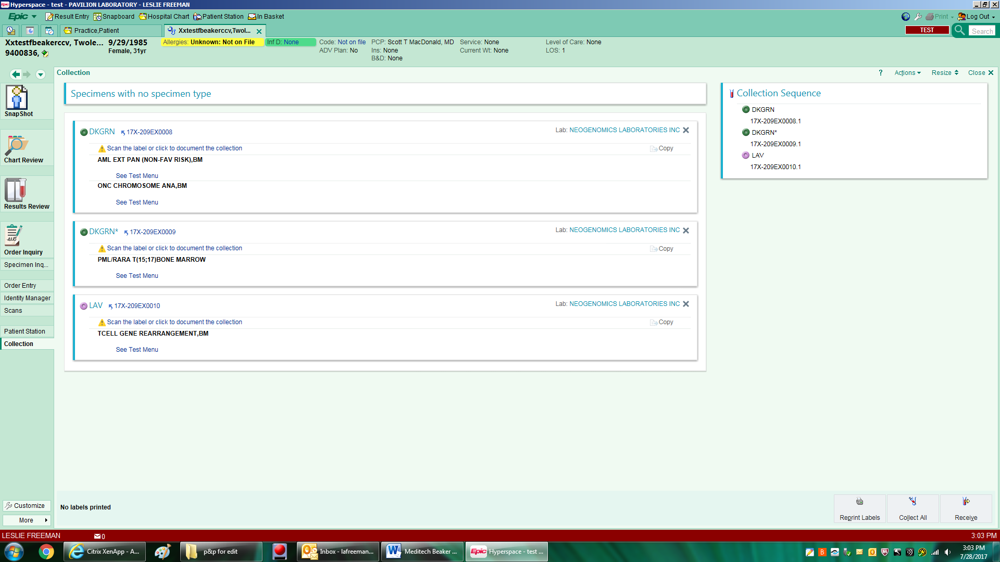 Hyperspace - test - PAVILION LABORATORY - LESLIE FREEMAN
Epic Result Entry Snapboard Hospital Chart Patient Station In Basket Print Log Out
Practice,Patient Xxtestfbeakerccv,Twol... TEST Search
Xxtestfbeakerccv, Twole... 9/29/1985 Allergies: Unknown: Not on File Inf D: None Code: Not on file PCP: Scott T MacDonald, MD Service: None Level of Care: None
9400836, Female, 31yr ADV Plan: No Ins: None Current Wt: None LOS: 1
B&D: None
Collection ? Actions Resize Close
Specimens with no specimen type
DKGRN 17X-209EX0008 Lab: NEOGENOMICS LABORATORIES INC
Scan the label or click to document the collection Copy
AML EXT PAN (NON-FAV RISK),BM
See Test Menu
ONC CHROMOSOME ANA,BM
See Test Menu
DKGRN* 17X-209EX0009 Lab: NEOGENOMICS LABORATORIES INC
Scan the label or click to document the collection Copy
PML/RARA T(15;17)BONE MARROW
See Test Menu
LAV 17X-209EX0010 Lab: NEOGENOMICS LABORATORIES INC
Scan the label or click to document the collection Copy
TCELL GENE REARRANGEMENT,BM
See Test Menu
Collection Sequence
DKGRN
17X-209EX0008.1
DKGRN*
17X-209EX0009.1
LAV
17X-209EX0010.1
SnapShot
Chart Review
Results Review
Order Inquiry
Specimen Inq...
Order Entry
Identity Manager
Scans
Patient Station
Collection
Customize
More
No labels printed
Reprint Labels Collect All Receive
LESLIE FREEMAN 0 3:03 PM
Citrix XenApp - A... p&p for edit Inbox - lafreeman... Meditech Beaker ... Epic Hyperspace - test ... 3:03 PM
7/28/2017